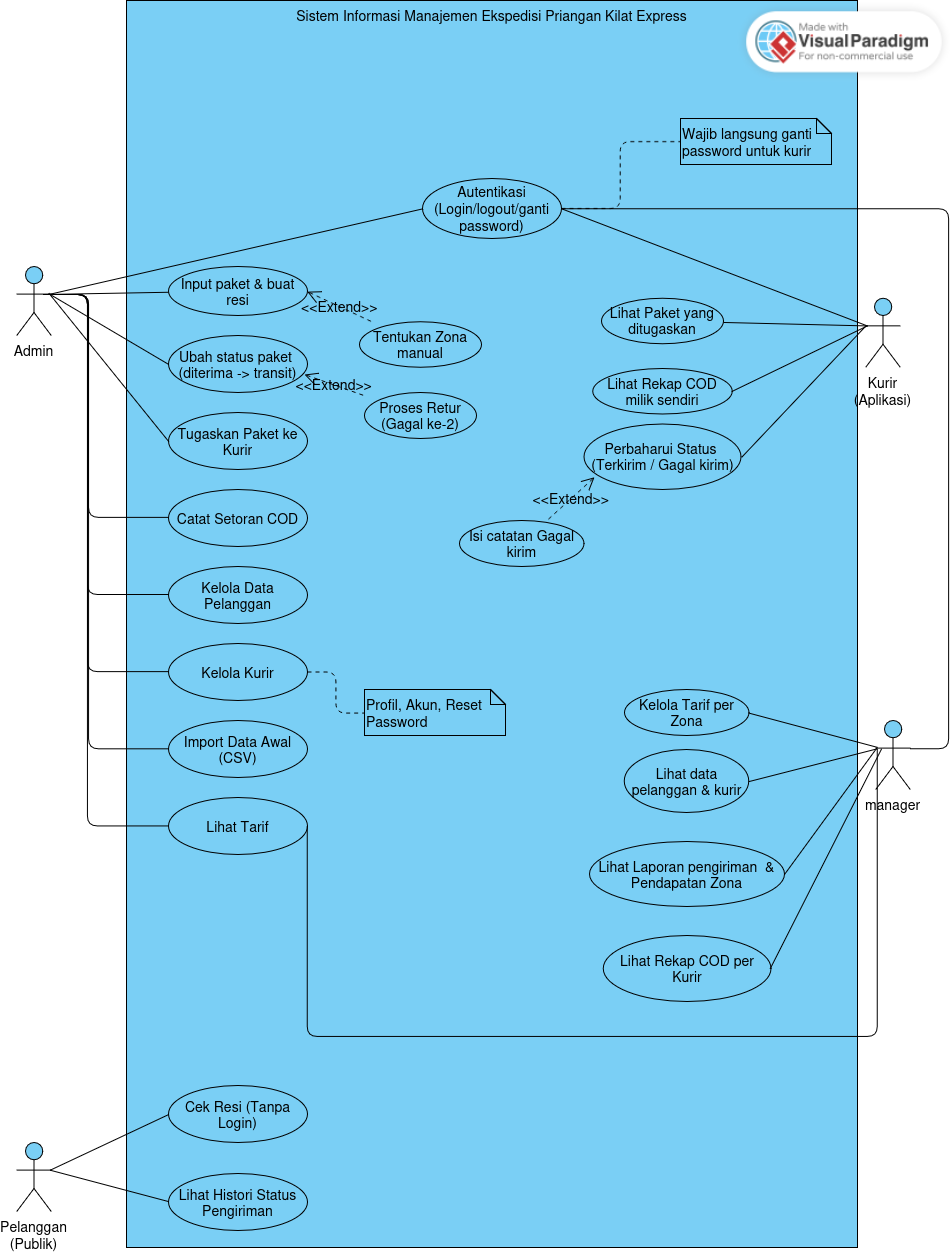 Sistem Informasi Manajemen Ekspedisi Priangan Kilat Express
Made with
VisualParadigm
For non-commercial use
Wajib langsung ganti
password untuk kurir
Autentikasi
(Login/logout/ganti
password)
Admin
Input paket & buat
resi
<<Extend>>
Tentukan Zona
manual
Ubah status paket
(diterima -> transit)
<<Extend>>
Proses Retur
(Gagal ke-2)
Tugaskan Paket ke
Kurir
Catat Setoran COD
Kelola Data
Pelanggan
Kelola Kurir
Profil, Akun, Reset
Password
Import Data Awal
(CSV)
Lihat Tarif
Lihat Paket yang
ditugaskan
Lihat Rekap COD
milik sendiri
Perbaharui Status
(Terkirim / Gagal kirim)
<<Extend>>
Isi catatan Gagal
kirim
Kurir
(Aplikasi)
Kelola Tarif per
Zona
Lihat data
pelanggan & kurir
Lihat Laporan pengiriman &
Pendapatan Zona
Lihat Rekap COD per
Kurir
manager
Cek Resi (Tanpa
Login)
Lihat Histori Status
Pengiriman
Pelanggan
(Publik)